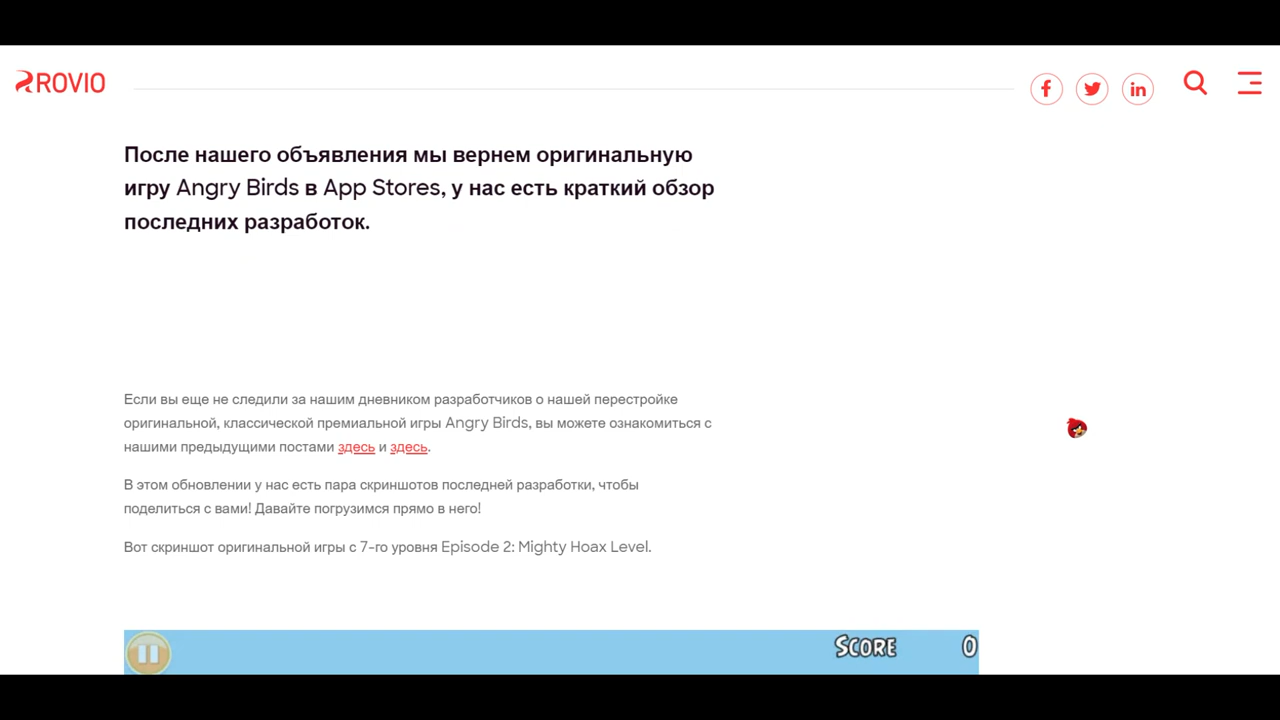 ROVIO
После нашего объявления мы вернем оригинальную
игру Angry Birds в App Stores, у нас есть краткий обзор
последних разработок.
Если вы еще не следили за нашим дневником разработчиков о нашей перестройке
оригинальной, классической премиальной игры Angry Birds, вы можете ознакомиться с
нашими предыдущими постами здесь и здесь.
В этом обновлении у нас есть пара скриншотов последней разработки, чтобы
поделиться с вами! Давайте погрузимся прямо в него!
Вот скриншот оригинальной игры с 7-го уровня Episode 2: Mighty Hoax Level.
SCORE 0